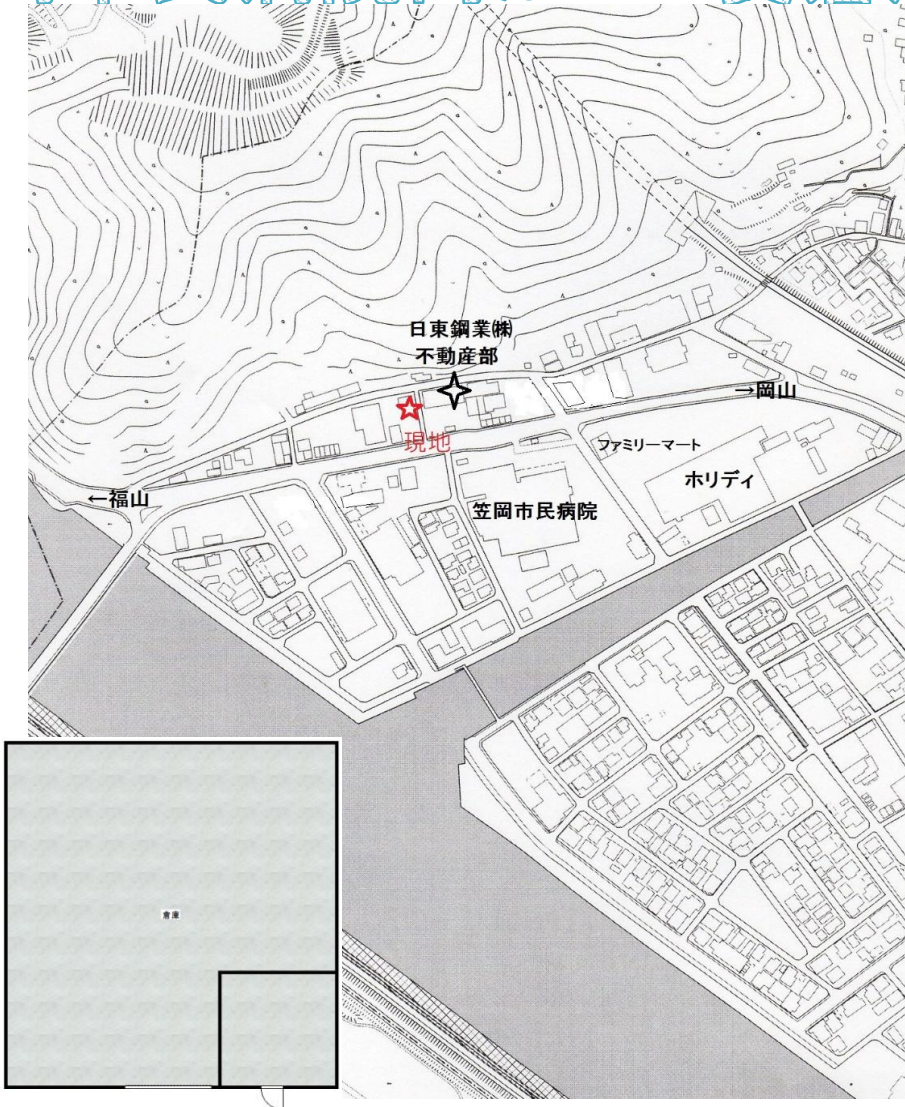 日東鋼業㈱
不動産部
→岡山
現地
ファミリーマート
ホリディ
←福山
笠岡市民病院
倉庫